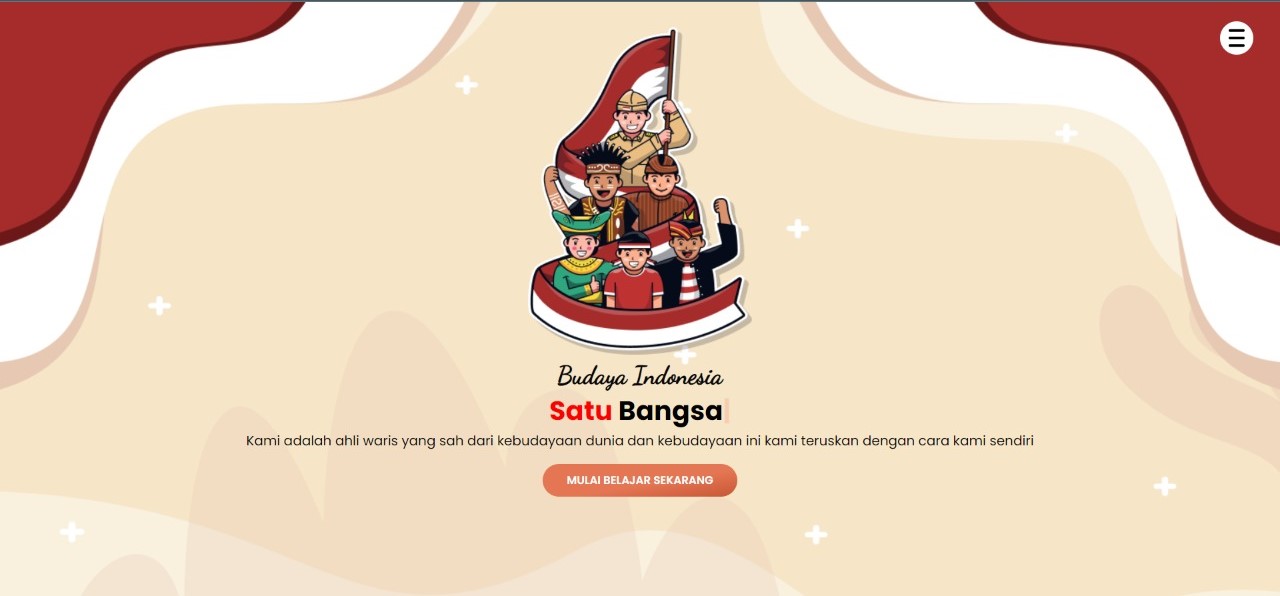 Budaya Indonesia
Satu Bangsa
Kami adalah ahli waris yang sah dari kebudayaan dunia dan kebudayaan ini kami teruskan dengan cara kami sendiri
MULAI BELAJAR SEKARANG